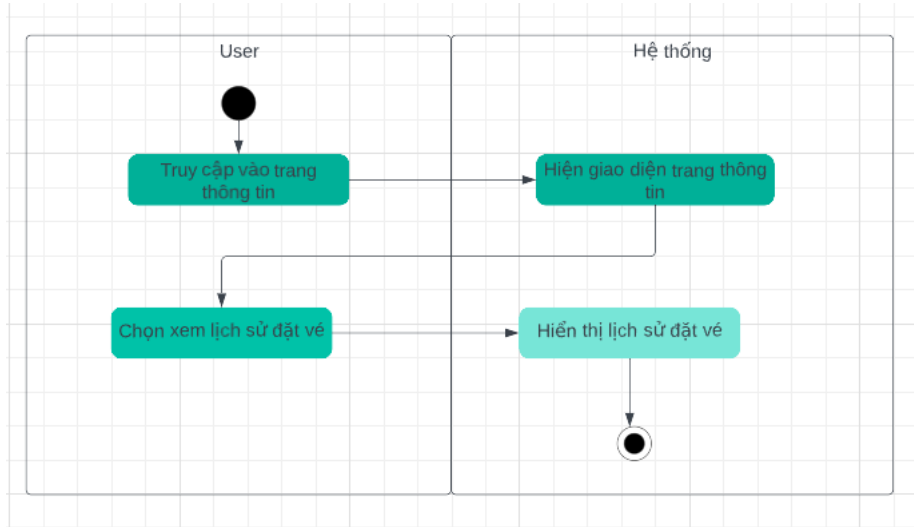 User
Hệ thống
Truy cập vào trang
thông tin
Hiện giao diện trang thông
tin
Chọn xem lịch sử đặt vé
Hiển thị lịch sử đặt vé